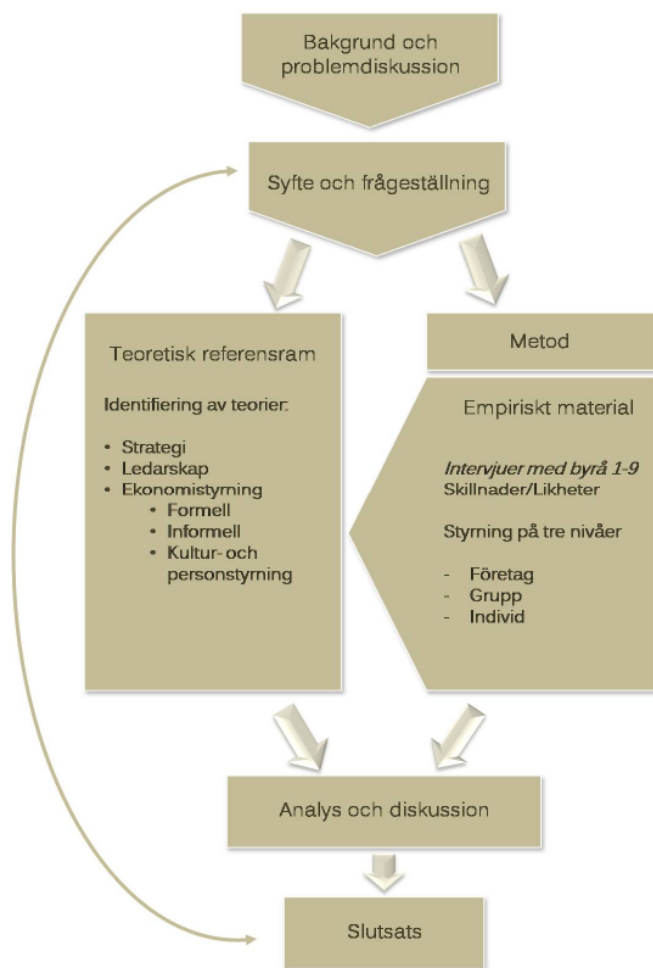 Bakgrund och
problemdiskussion
Syfte och frågeställning
Teoretisk referensram
Identifiering av teorier:
• Strategi
• Ledarskap
• Ekonomistyrning
• Formell
• Informell
• Kultur- och
personstyrning
Metod
Empiriskt material
Intervjuer med byrå 1-9
Skillnader/Likheter
Styrning på tre nivåer
- Företag
- Grupp
- Individ
Analys och diskussion
Slutsats